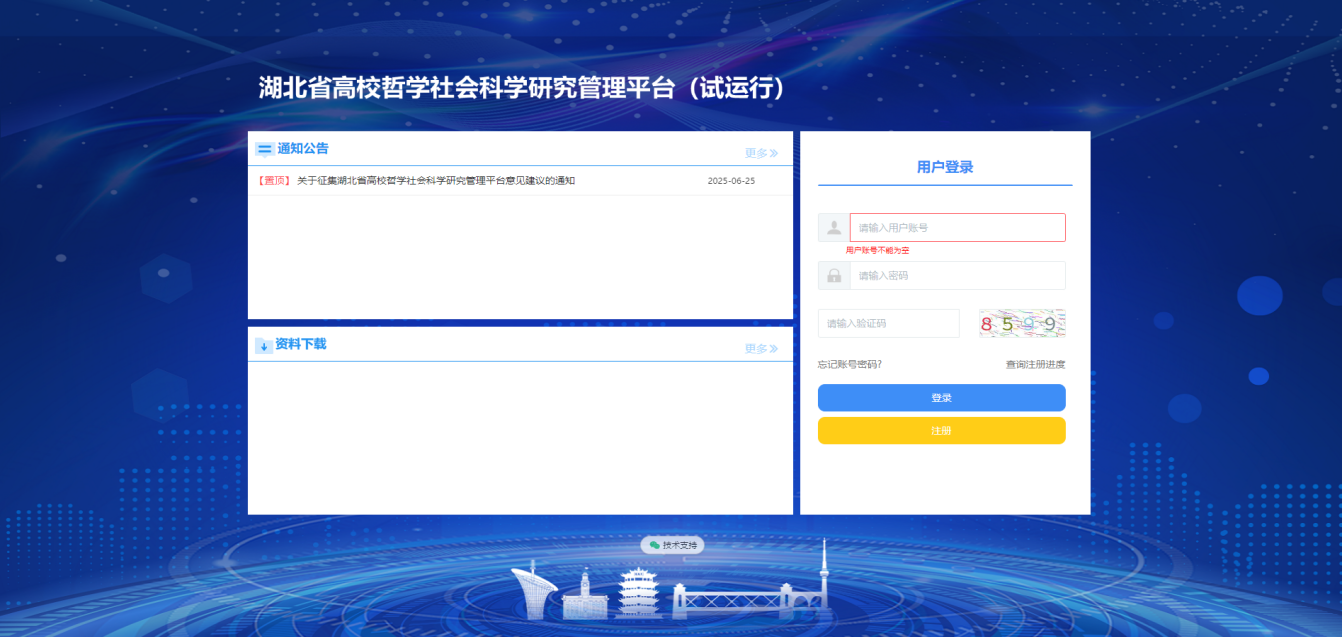 湖北省高校哲学社会科学研究管理平台（试运行）
通知公告
更多
【置顶】 关于征集湖北省高校哲学社会科学研究管理平台意见建议的通知 2025-06-25
资料下载
更多
用户登录
请输入用户账号
用户账号不能为空
请输入密码
请输入验证码 8599
忘记账号密码? 查询注册进度
登录
注册
技术支持